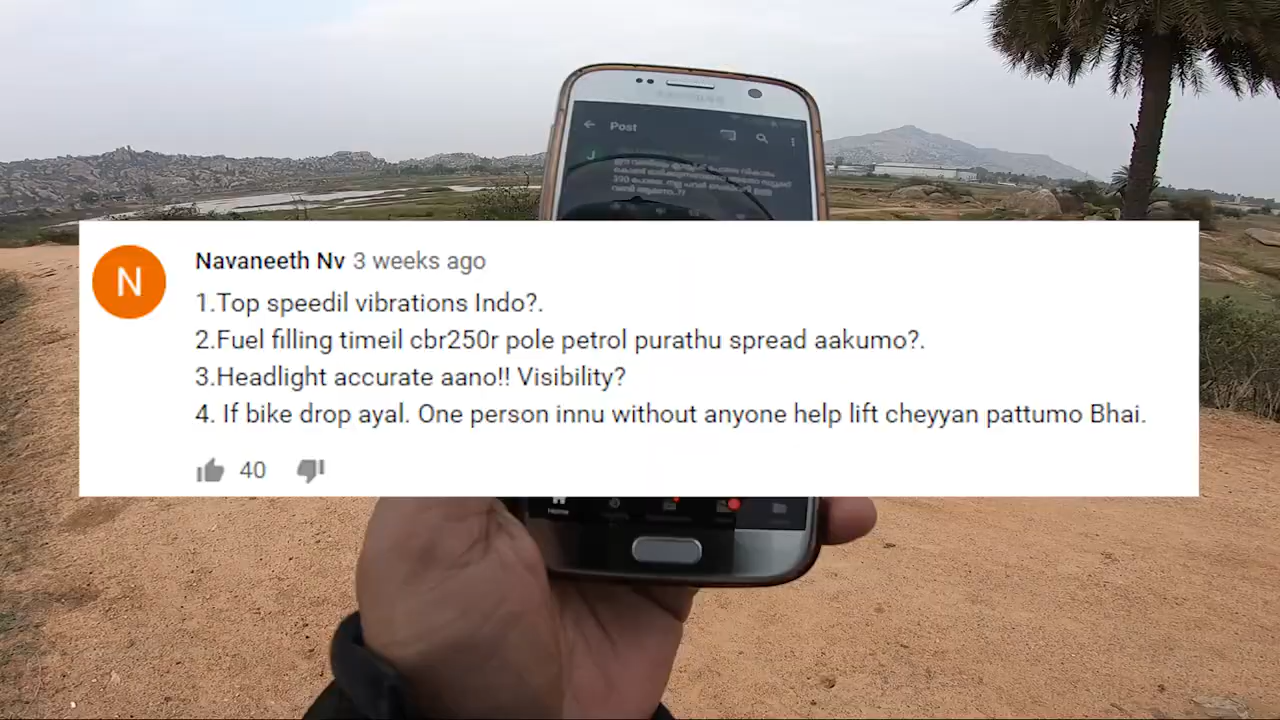 SAMSUNG
Post
Navaneeth Nv 3 weeks ago
1.Top speedil vibrations Indo?.
2.Fuel filling timeil cbr250r pole petrol purathu spread aakumo?.
3.Headlight accurate aano!! Visibility?
4. If bike drop ayal. One person innu without anyone help lift cheyyan pattumo Bhai.
40
Home